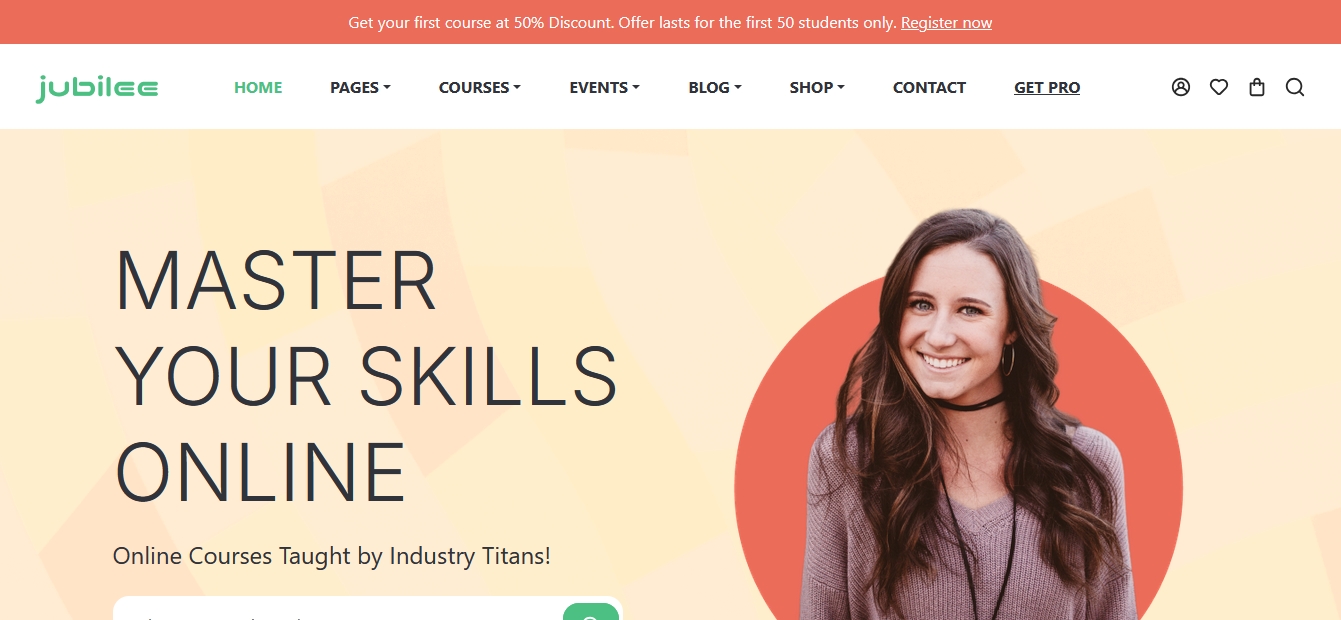 Get your first course at 50% Discount. Offer lasts for the first 50 students only. Register now
jubilee HOME PAGES COURSES EVENTS BLOG SHOP CONTACT GET PRO
MASTER
YOUR SKILLS
ONLINE
Online Courses Taught by Industry Titans!